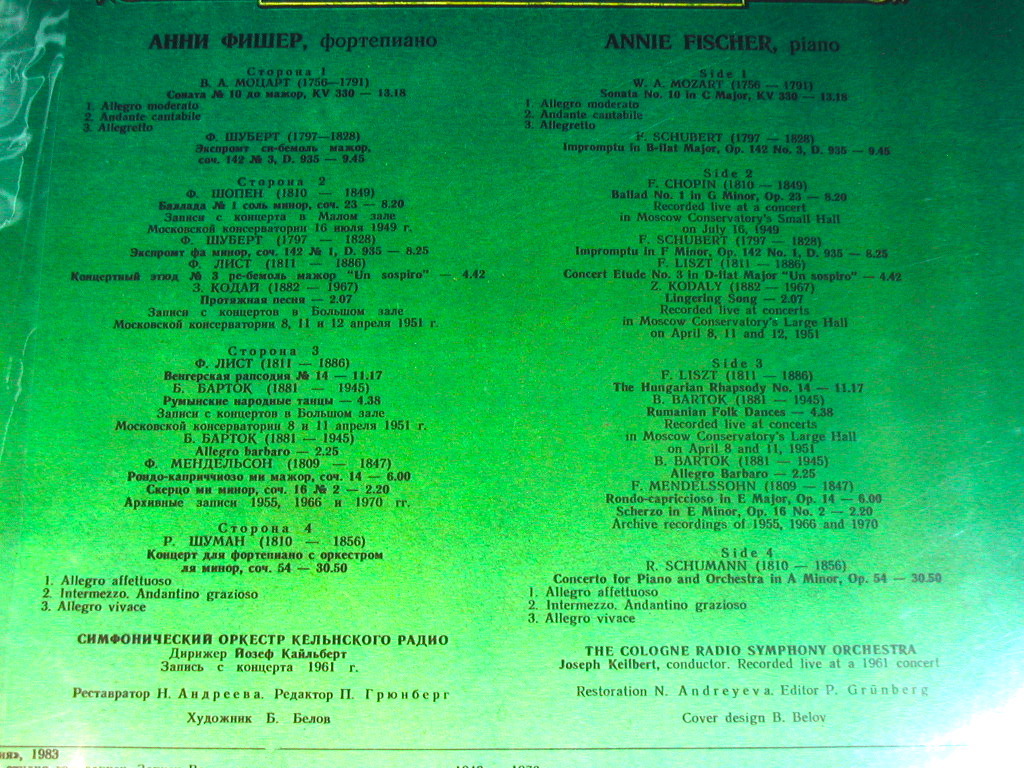 АННИ ФИШЕР, фортепиано
Сторона 1
В. А. МОЦАРТ (1756—1791)
Соната № 10 до мажор, KV 330 — 13.18
1. Allegro moderato
2. Andante cantabile
3. Allegretto
Ф. ШУБЕРТ (1797—1828)
Экспромт си-бемоль мажор,
соч. 142 № 3, D. 935 — 9.45
Сторона 2
Ф. ШОПЕН (1810 — 1849)
Баллада № 1 соль минор, соч. 23 — 8.20
Записи с концерта в Малом зале
Московской консерватории 16 июля 1949 г.
Ф. ШУБЕРТ (1797 — 1828)
Экспромт фа минор, соч. 142 № 1, D. 935 — 8.25
Ф. ЛИСТ (1811 — 1886)
Концертный этюд № 3 ре-бемоль мажор "Un sospiro" — 4.42
З. КОДАЙ (1882 — 1967)
Протяжная песня — 2.07
Записи с концертов в Большом зале
Московской консерватории 8, 11 и 12 апреля 1951 г.
Сторона 3
Ф. ЛИСТ (1811 — 1886)
Венгерская рапсодия № 14 — 11.17
Б. БАРТОК (1881 — 1945)
Румынские народные танцы — 4.38
Записи с концертов в Большом зале
Московской консерватории 8 и 11 апреля 1951 г.
Б. БАРТОК (1881 — 1945)
Allegro barbaro — 2.25
Ф. МЕНДЕЛЬСОН (1809 — 1847)
Рондо-каприччиозо ми мажор, соч. 14 — 6.00
Скерцо ми минор, соч. 16 № 2 — 2.20
Архивные записи 1955, 1966 и 1970 гг.
Сторона 4
Р. ШУМАН (1810 — 1856)
Концерт для фортепиано с оркестром
ля минор, соч. 54 — 30.50
1. Allegro affettuoso
2. Intermezzo. Andantino grazioso
3. Allegro vivace
СИМФОНИЧЕСКИЙ ОРКЕСТР КЕЛЬНСКОГО РАДИО
Дирижер Йозеф Кайльберт
Запись с концерта 1961 г.
Реставратор Н. Андреева. Редактор П. Грюнберг
Художник Б. Белов
ANNIE FISCHER, piano
Side 1
W. A. MOZART (1756 — 1791)
Sonata No. 10 in C Major, KV 330 — 13.18
1. Allegro moderato
2. Andante cantabile
3. Allegretto
F. SCHUBERT (1797 — 1828)
Impromptu in B-flat Major, Op. 142 No. 3, D. 935 — 9.45
Side 2
F. CHOPIN (1810 — 1849)
Ballad No. 1 in G Minor, Op. 23 — 8.20
Recorded live at a concert
in Moscow Conservatory's Small Hall
on July 16, 1949
F. SCHUBERT (1797 — 1828)
Impromptu in F Minor, Op. 142 No. 1, D. 935 — 8.25
F. LISZT (1811 — 1886)
Concert Etude No. 3 in D-flat Major "Un sospiro" — 4.42
Z. KODALY (1882 — 1967)
Lingering Song — 2.07
Recorded live at concerts
in Moscow Conservatory's Large Hall
on April 8, 11 and 12, 1951
Side 3
F. LISZT (1811 — 1886)
The Hungarian Rhapsody No. 14 — 11.17
B. BARTOK (1881 — 1945)
Rumanian Folk Dances — 4.38
Recorded live at concerts
in Moscow Conservatory's Large Hall
on April 8 and 11, 1951
B. BARTOK (1881 — 1945)
Allegro Barbaro — 2.25
F. MENDELSSOHN (1809 — 1847)
Rondo-capriccioso in E Major, Op. 14 — 6.00
Scherzo in E Minor, Op. 16 No. 2 — 2.20
Archive recordings of 1955, 1966 and 1970
Side 4
R. SCHUMANN (1810 — 1856)
Concerto for Piano and Orchestra in A Minor, Op. 54 — 30.50
1. Allegro affettuoso
2. Intermezzo. Andantino grazioso
3. Allegro vivace
THE COLOGNE RADIO SYMPHONY ORCHESTRA
Joseph Keilbert, conductor. Recorded live at a 1961 concert
Restoration N. Andreyeva. Editor P. Grünberg
Cover design B. Belov
ия», 1983